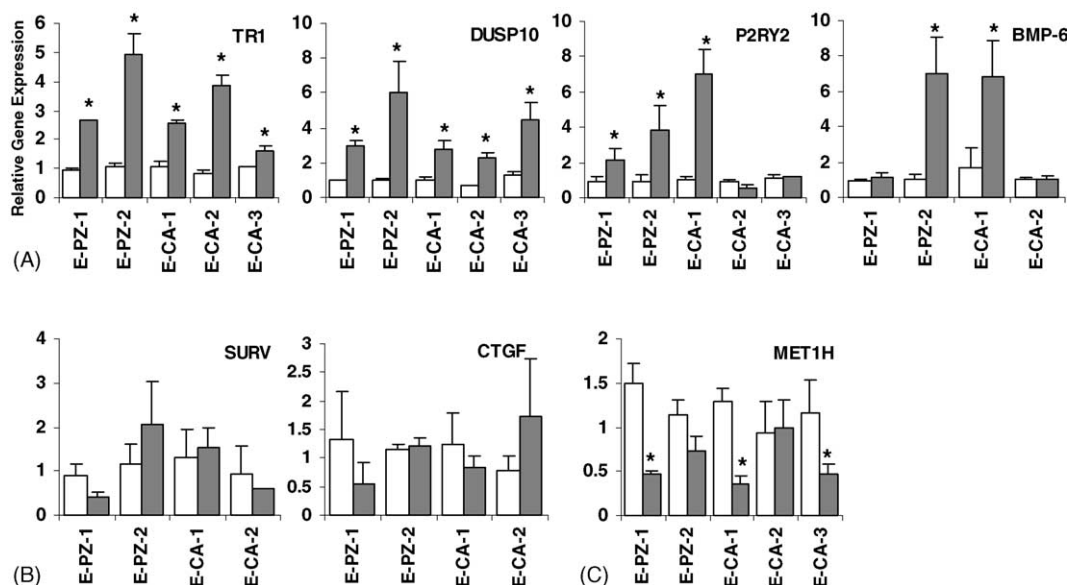 Relative Gene Expression
TR1
6
5
4
3
2
1
0
* * * * *
E-PZ-1 E-PZ-2 E-CA-1 E-CA-2 E-CA-3
DUSP10
10
8
6
4
2
0
* * * * *
E-PZ-1 E-PZ-2 E-CA-1 E-CA-2 E-CA-3
P2RY2
10
8
6
4
2
0
* * *
E-PZ-1 E-PZ-2 E-CA-1 E-CA-2 E-CA-3
BMP-6
10
8
6
4
2
0
* *
E-PZ-1 E-PZ-2 E-CA-1 E-CA-2
(A)
SURV
4
3
2
1
0
E-PZ-1 E-PZ-2 E-CA-1 E-CA-2
(B)
CTGF
3
2.5
2
1.5
1
0.5
0
E-PZ-1 E-PZ-2 E-CA-1 E-CA-2
MET1H
2
1.5
1
0.5
0
* * *
E-PZ-1 E-PZ-2 E-CA-1 E-CA-2 E-CA-3
(C)